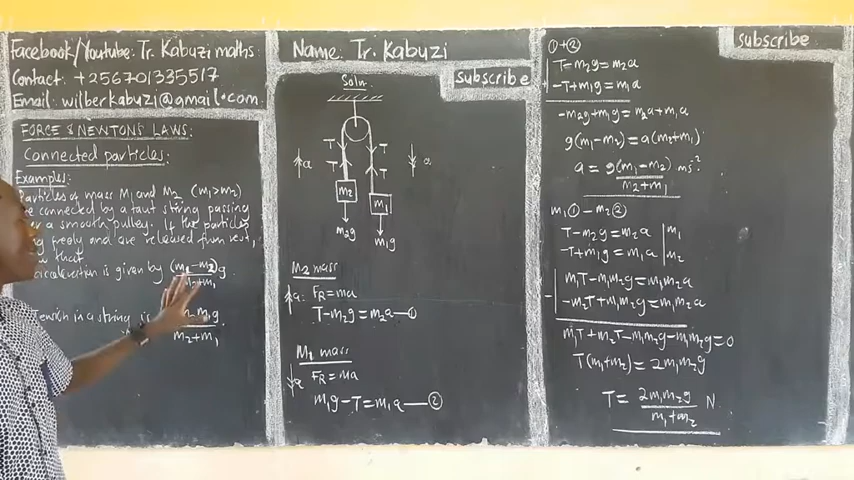 Facebook/Youtube: Tr. Kabuzi maths
Contact: +256701335517
Email: wilberkabuzi@gmail.com
FORCE & NEWTON'S LAWS
Connected particles:
Examples:
Particles of mass M₁ and M₂ (m₁>m₂)
are connected by a taut string passing
a smooth pulley. If the particles
freely and are released from rest,
that
acceleration is given by (m₁-m₂)g
m₂+m₁
Tension in a string is
m₁g
m₂+m₁
Name: Tr. Kabuzi
subscribe
Soln
T T
a a
T T
m₂ m₁
m₂g
m₁g
M₂ mass
a: FR=ma
T-m₂g=m₂a—①
M₁ mass
a FR=ma
m₁g-T=m₁a—②
①+②
T-m₂g=m₂a
+ -T+m₁g=m₁a
-m₂g+m₁g=m₂a+m₁a
g(m₁-m₂)=a(m₂+m₁)
a=g(m₁-m₂) ms⁻²
m₂+m₁
m₁①-m₂②
T-m₂g=m₂a | m₁
-T+m₁g=m₁a | m₂
m₁T-m₁m₂g=m₁m₂a
- -m₂T+m₁m₂g=m₁m₂a
m₁T+m₂T-m₁m₂g-m₁m₂g=0
T(m₁+m₂)=2m₁m₂g
T=2m₁m₂g N
m₁+m₂
subscribe